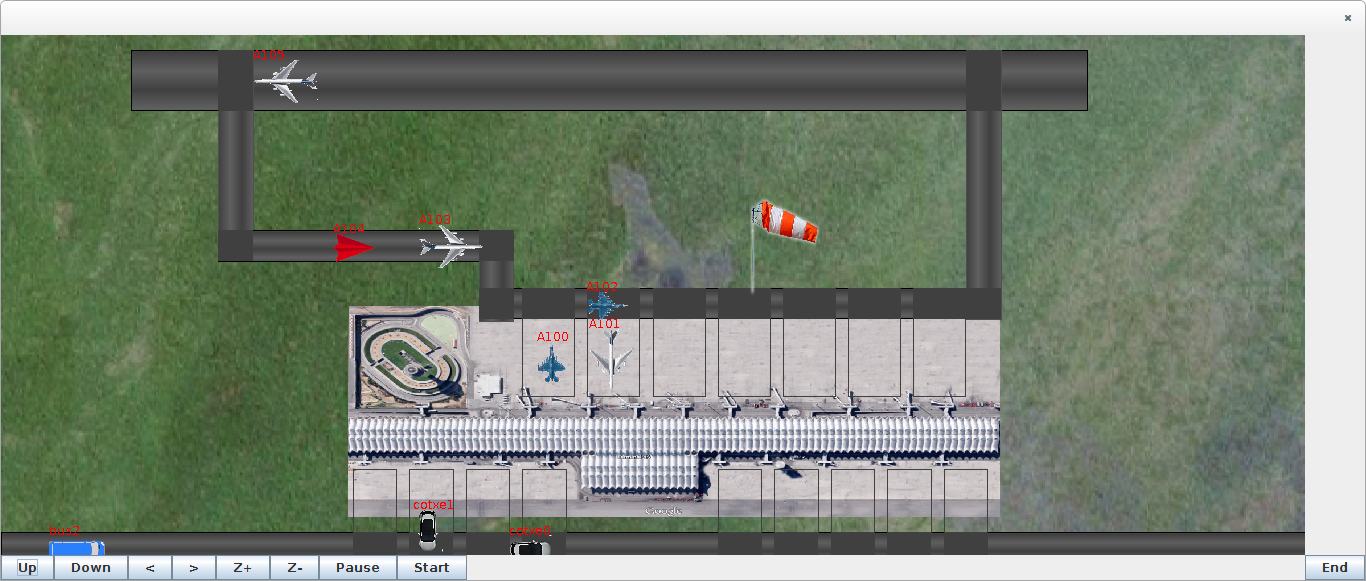 A105
A104
A103
A102
A101
A100
Google
cotxe1
bus2
cotxe0
Up
Down
<
>
Z+
Z-
Pause
Start
End